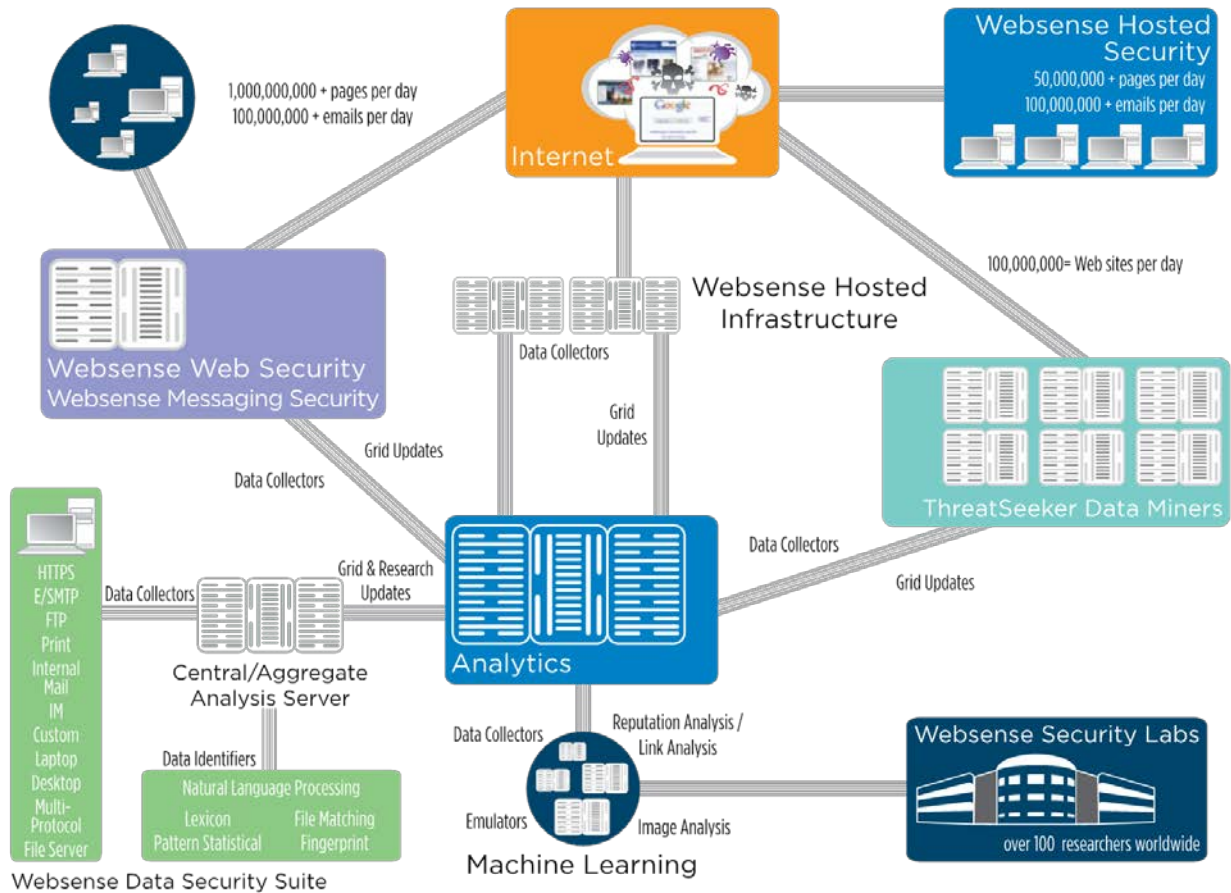 1,000,000,000 + pages per day
100,000,000 + emails per day
Google
Internet
Websense Hosted
Security
50,000,000 + pages per day
100,000,000 + emails per day
100,000,000= Web sites per day
Websense Web Security
Websense Messaging Security
Websense Hosted
Infrastructure
Data Collectors
Grid
Updates
ThreatSeeker Data Miners
Grid Updates
Data Collectors
Data Collectors
Grid Updates
HTTPS
E/SMTP
FTP
Print
Internal
Mail
IM
Custom
Laptop
Desktop
Multi-
Protocol
File Server
Data Collectors
Grid & Research
Updates
Central/Aggregate
Analysis Server
Analytics
Data Identifiers
Natural Language Processing
Lexicon
File Matching
Pattern Statistical
Fingerprint
Websense Data Security Suite
Data Collectors
Reputation Analysis /
Link Analysis
Emulators
Image Analysis
Machine Learning
Websense Security Labs
over 100 researchers worldwide